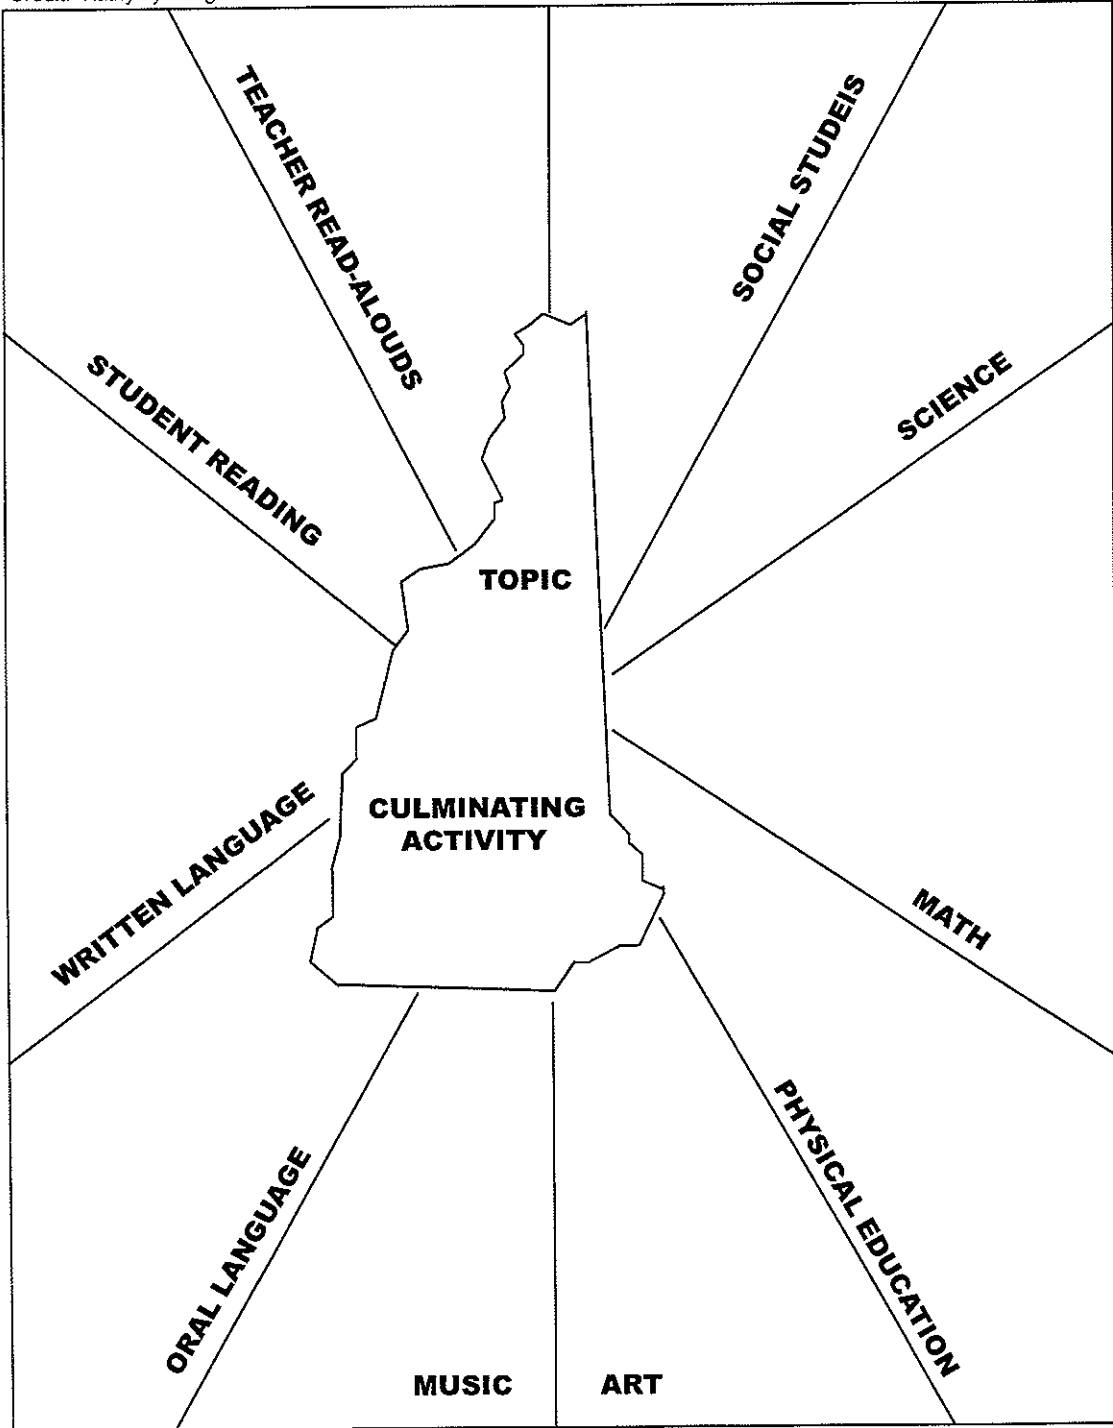 TEACHER READ-ALOUDS
SOCIAL STUDEIS
STUDENT READING
SCIENCE
TOPIC
CULMINATING
ACTIVITY
WRITTEN LANGUAGE
MATH
ORAL LANGUAGE
PHYSICAL EDUCATION
MUSIC
ART